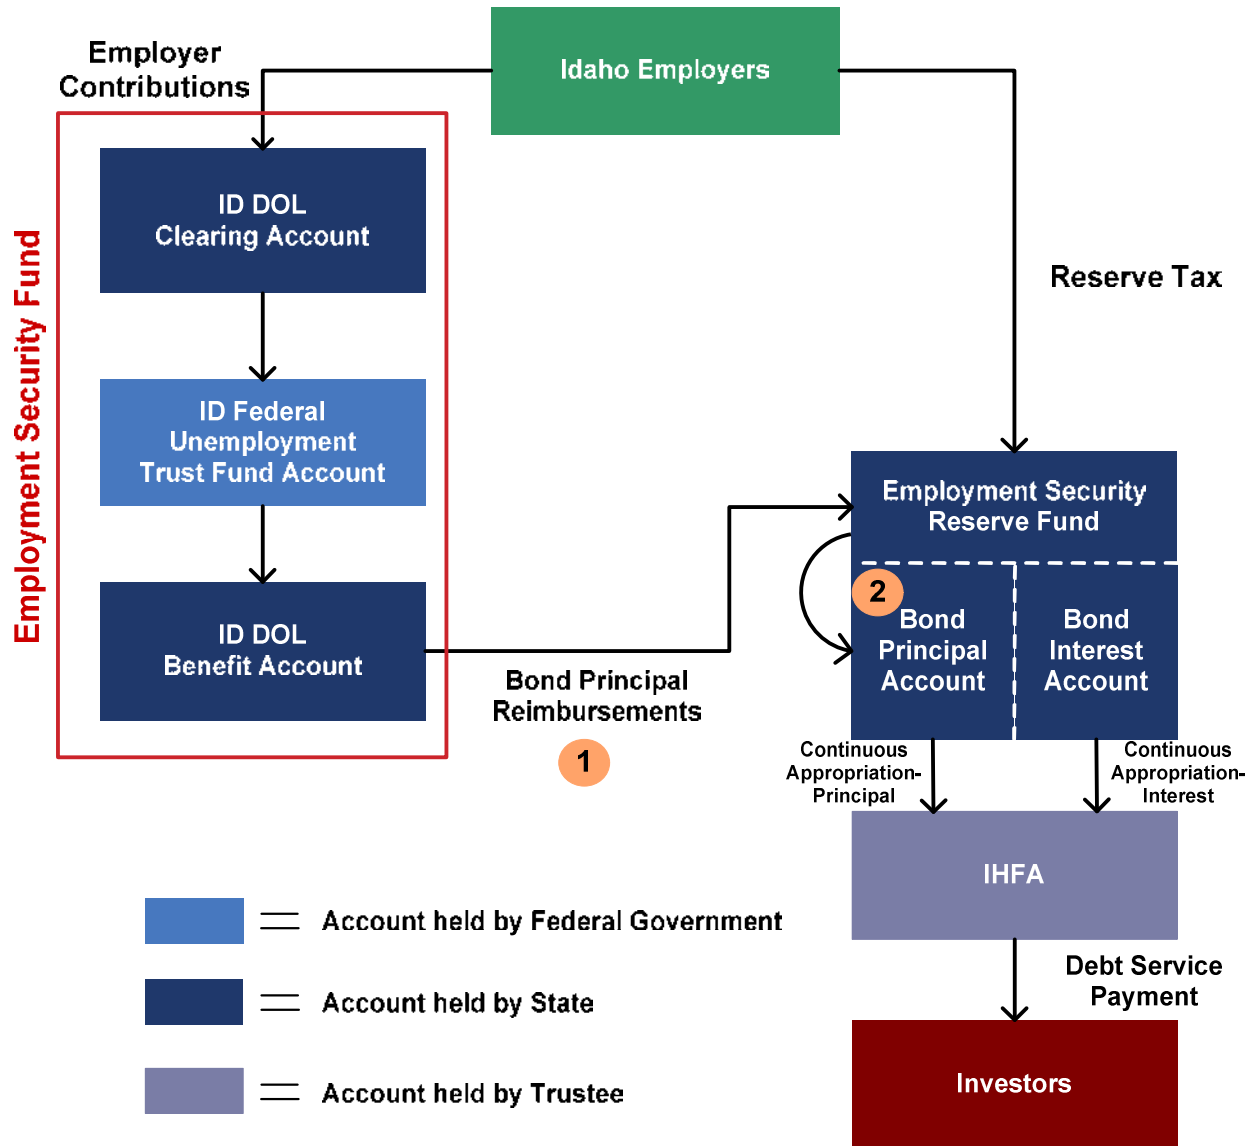 Employer
Contributions
Idaho Employers
ID DOL
Clearing Account
Reserve Tax
Employment Security Fund
ID Federal
Unemployment
Trust Fund Account
Employment Security
Reserve Fund
ID DOL
Benefit Account
2
Bond
Principal
Account
Bond
Interest
Account
Bond Principal
Reimbursements
1
Continuous
Appropriation-
Principal
Continuous
Appropriation-
Interest
IHFA
Account held by Federal Government
Debt Service
Payment
Account held by State
Investors
Account held by Trustee